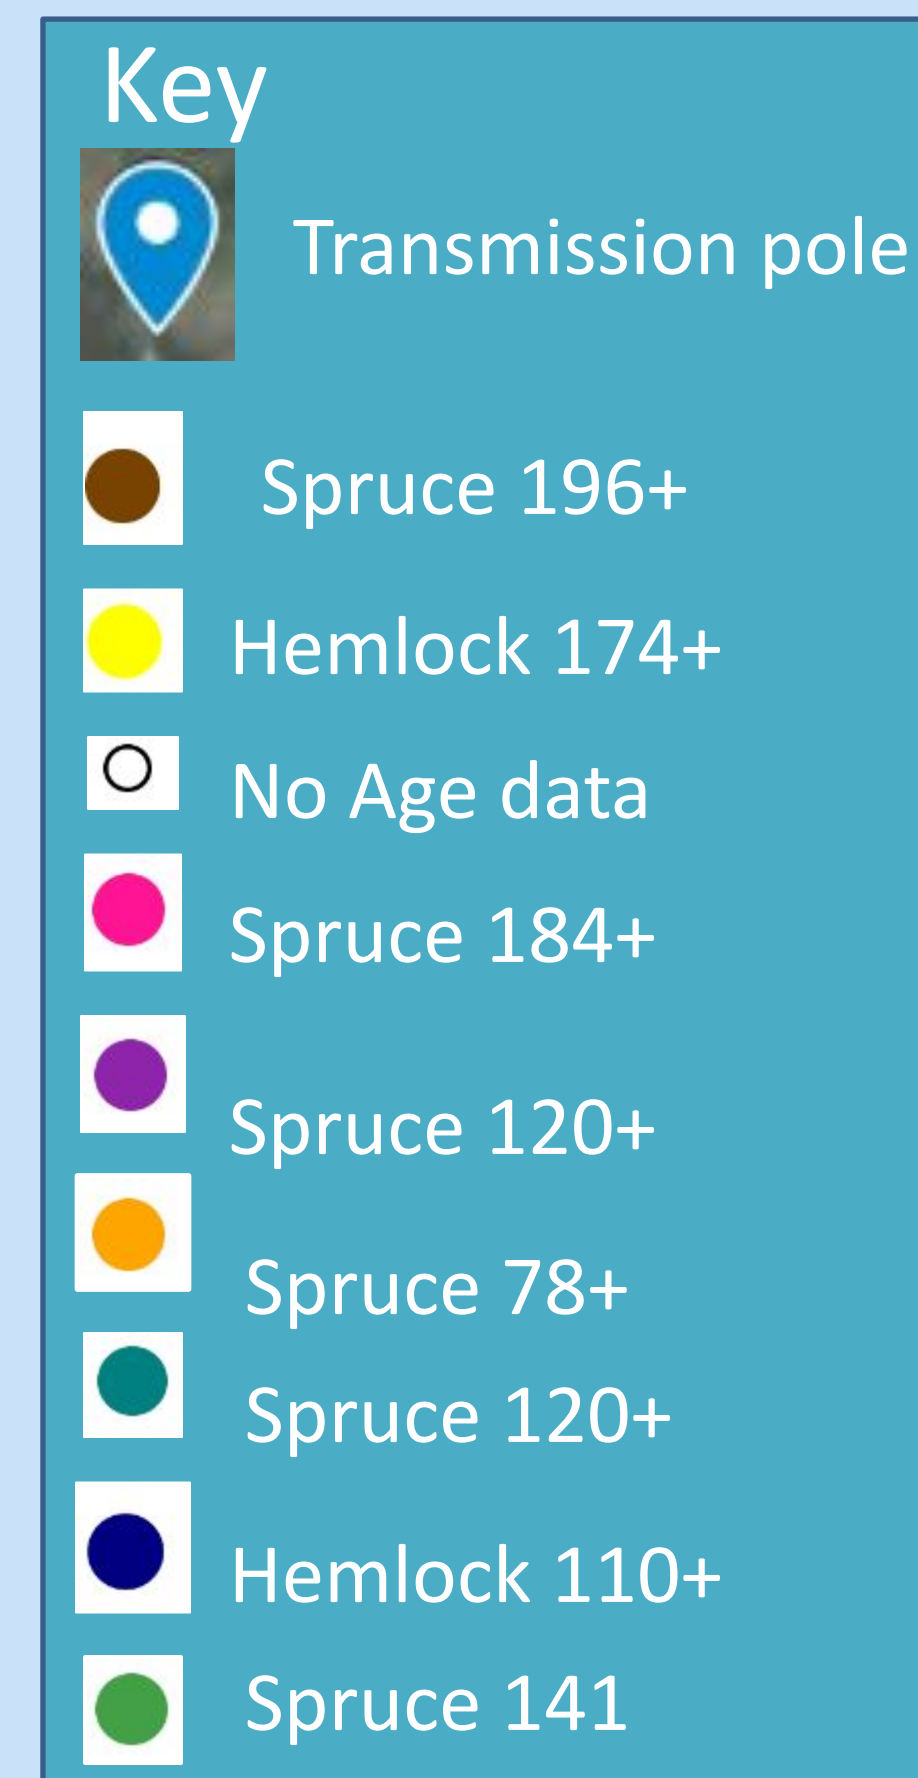 Key
Transmission pole
Spruce 196+
Hemlock 174+
No Age data
Spruce 184+
Spruce 120+
Spruce 78+
Spruce 120+
Hemlock 110+
Spruce 141